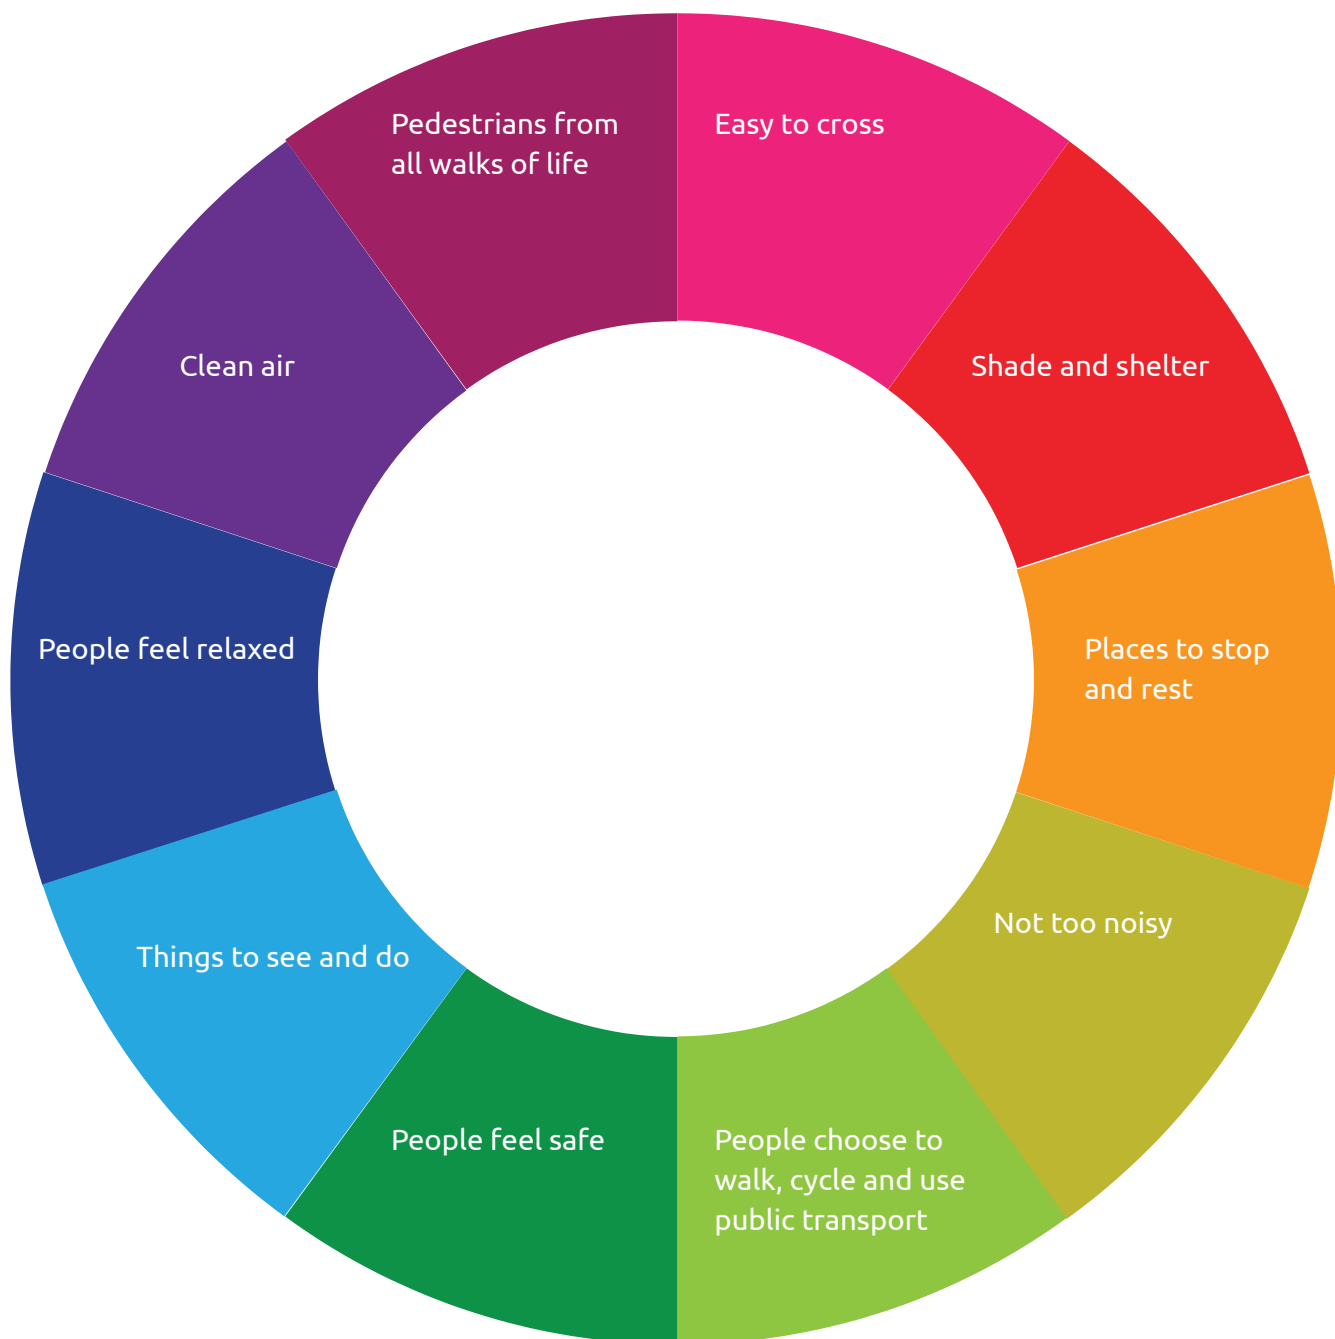 Pedestrians from
all walks of life
Easy to cross
Shade and shelter
Places to stop
and rest
Not too noisy
People choose to
walk, cycle and use
public transport
People feel safe
Things to see and do
People feel relaxed
Clean air